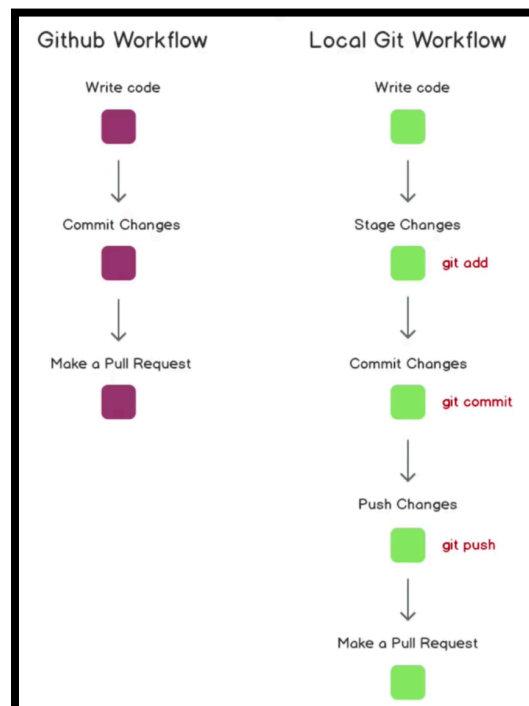 Github Workflow
Write code
Commit Changes
Make a Pull Request
Local Git Workflow
Write code
Stage Changes
git add
Commit Changes
git commit
Push Changes
git push
Make a Pull Request